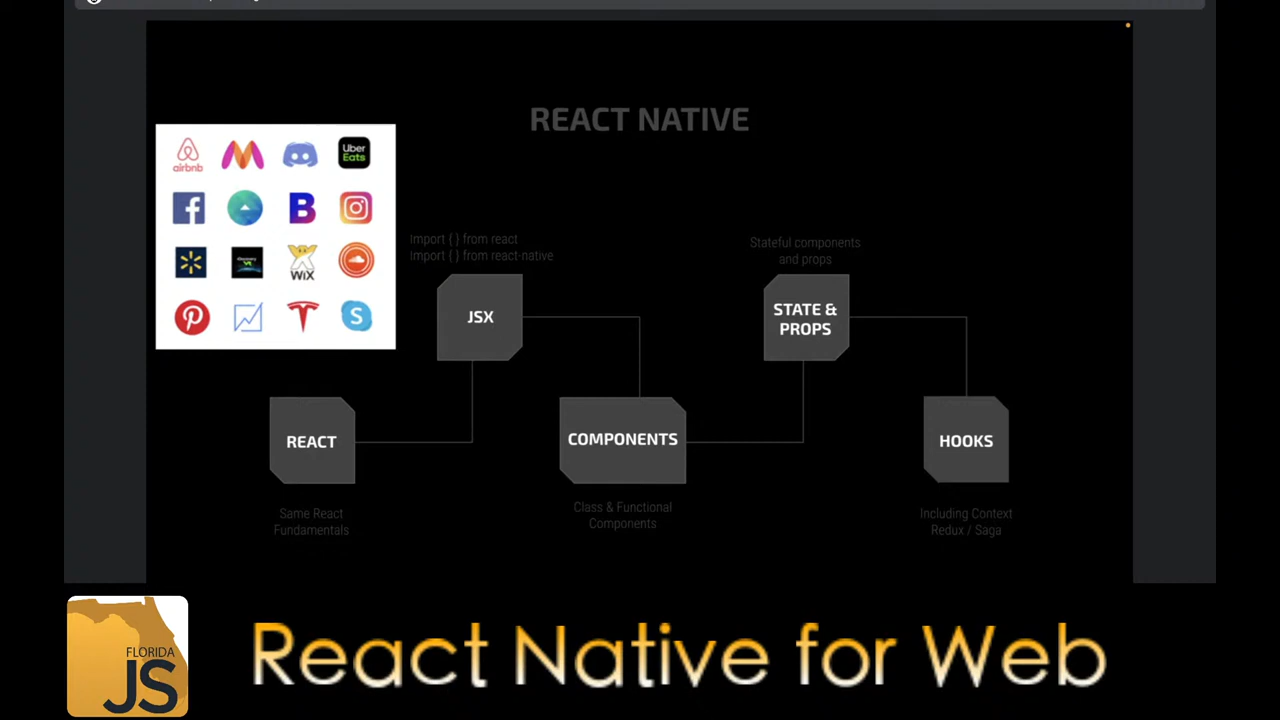 REACT NATIVE
airbnb
Uber
Eats
B
WiX
S
Import { } from react
Import { } from react-native
JSX
Stateful components
and props
STATE &
PROPS
REACT
Same React
Fundamentals
COMPONENTS
Class & Functional
Components
HOOKS
Including Context
Redux / Saga
FLORIDA
JS
React Native for Web